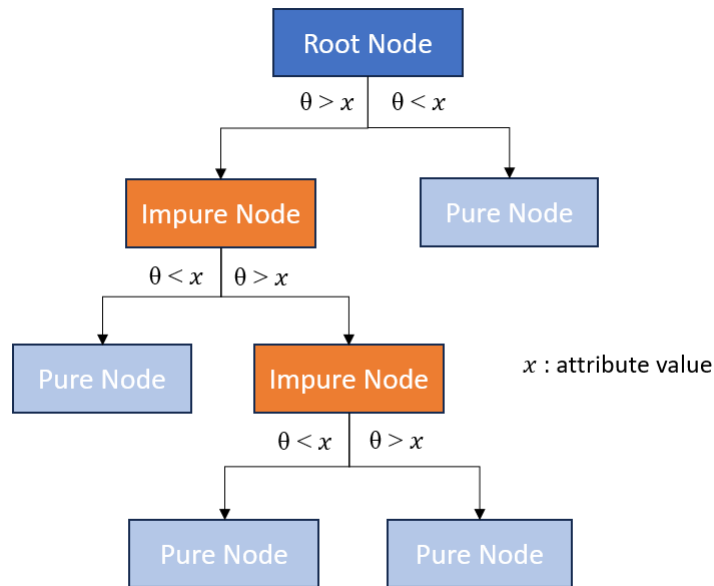 Root Node
θ > x θ < x
Impure Node Pure Node
θ < x θ > x
Pure Node Impure Node
x : attribute value
θ < x θ > x
Pure Node Pure Node